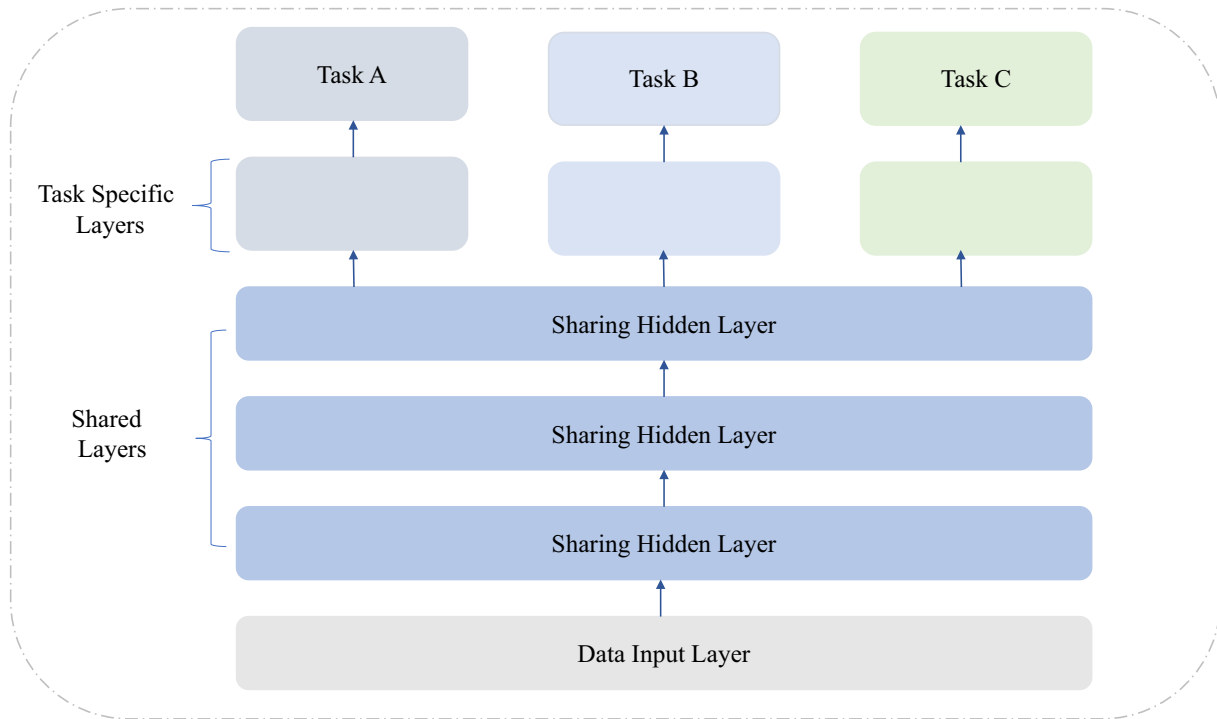 Task A
Task B
Task C
Task Specific
Layers
Sharing Hidden Layer
Shared
Layers
Sharing Hidden Layer
Sharing Hidden Layer
Data Input Layer